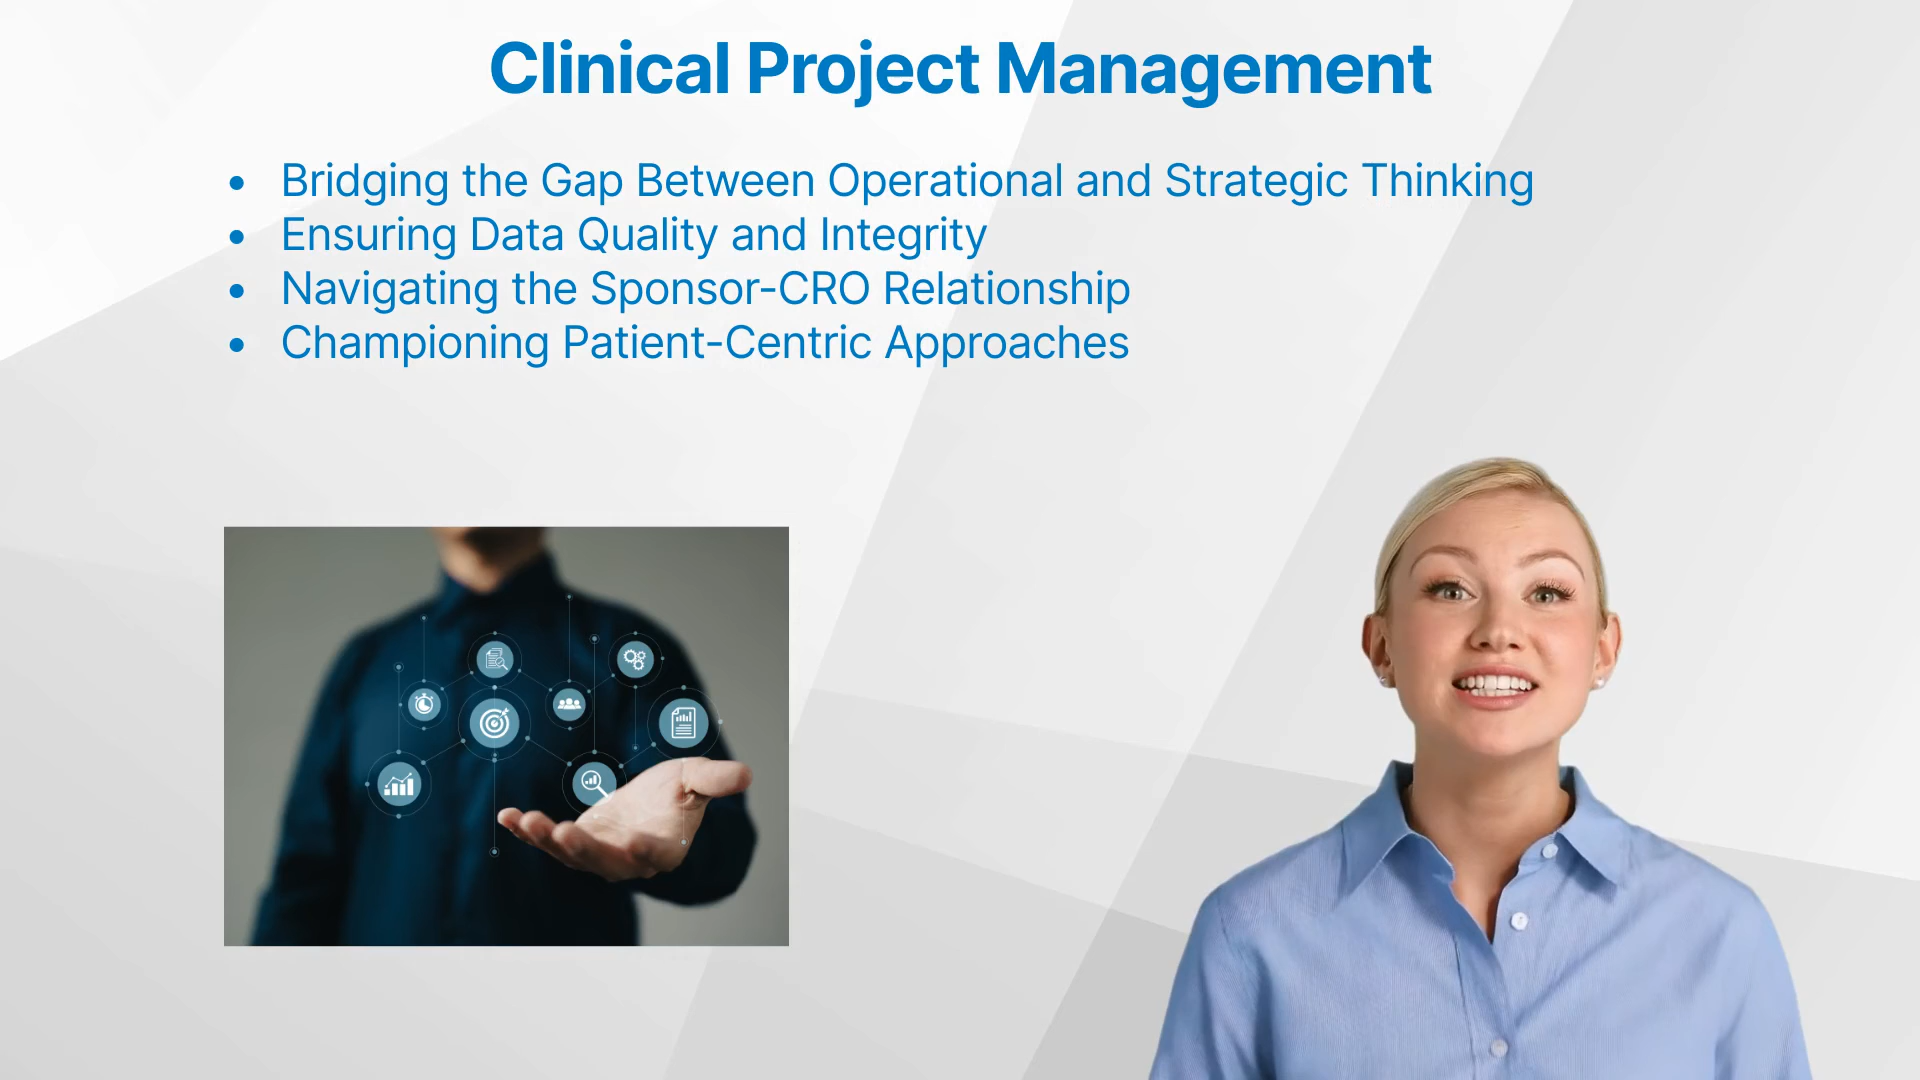 Clinical Project Management
• Bridging the Gap Between Operational and Strategic Thinking
• Ensuring Data Quality and Integrity
• Navigating the Sponsor-CRO Relationship
• Championing Patient-Centric Approaches